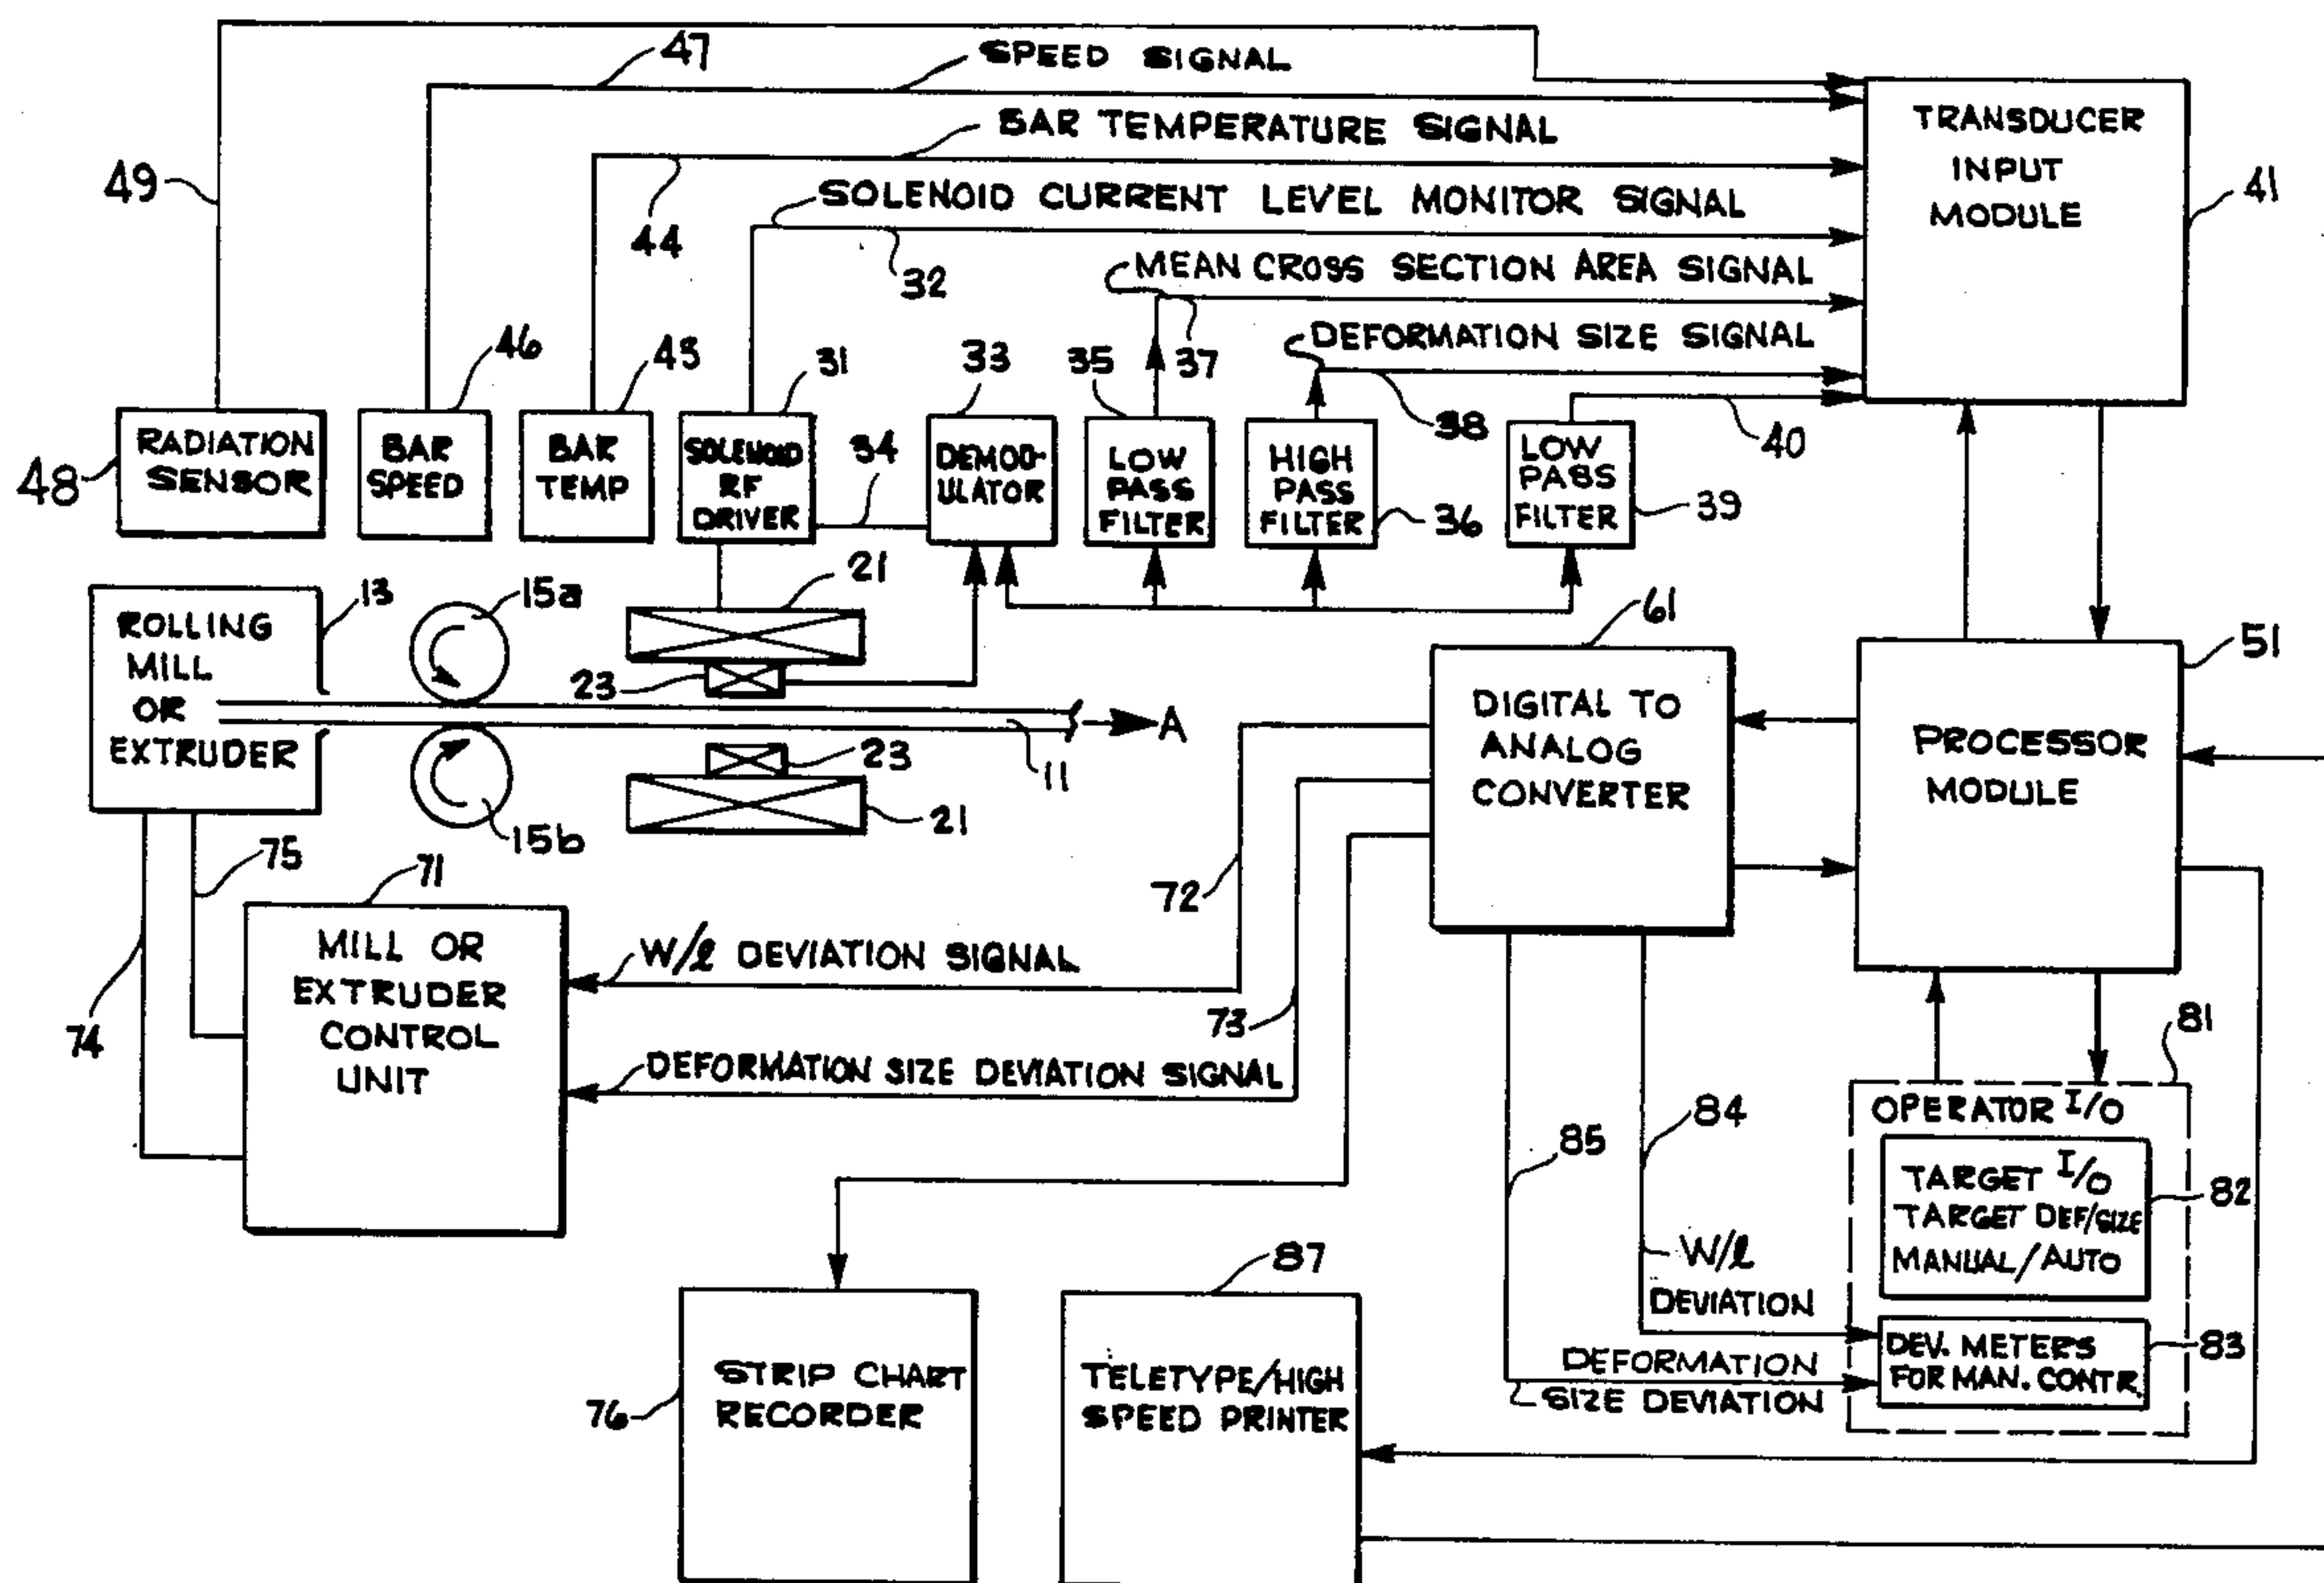 47
SPEED SIGNAL
BAR TEMPERATURE SIGNAL
TRANSDUCER
INPUT
MODULE
49
44
SOLENOID CURRENT LEVEL MONITOR SIGNAL
41
32
MEAN CROSS SECTION AREA SIGNAL
DEFORMATION SIZE SIGNAL
46
43
31
33
35
37
38
40
48
RADIATION
SENSOR
BAR
SPEED
BAR
TEMP
SOLENOID
RF
DRIVER
34
DEMOD-
ULATOR
LOW
PASS
FILTER
HIGH
PASS
FILTER
36
LOW
PASS
FILTER
39
13
15a
21
61
51
ROLLING
MILL
OR
EXTRUDER
23
A
23
11
15b
21
DIGITAL TO
ANALOG
CONVERTER
PROCESSOR
MODULE
75
71
72
74
MILL OR
EXTRUDER
CONTROL
UNIT
W/ℓ DEVIATION SIGNAL
73
DEFORMATION SIZE DEVIATION SIGNAL
81
84
85
OPERATOR I/O
TARGET I/O
TARGET DEF/SIZE
MANUAL/AUTO
82
W/ℓ
DEVIATION
DEV. METERS
FOR MAN. CONTR.
83
DEFORMATION
SIZE DEVIATION
87
76
STRIP CHART
RECORDER
TELETYPE/HIGH
SPEED PRINTER